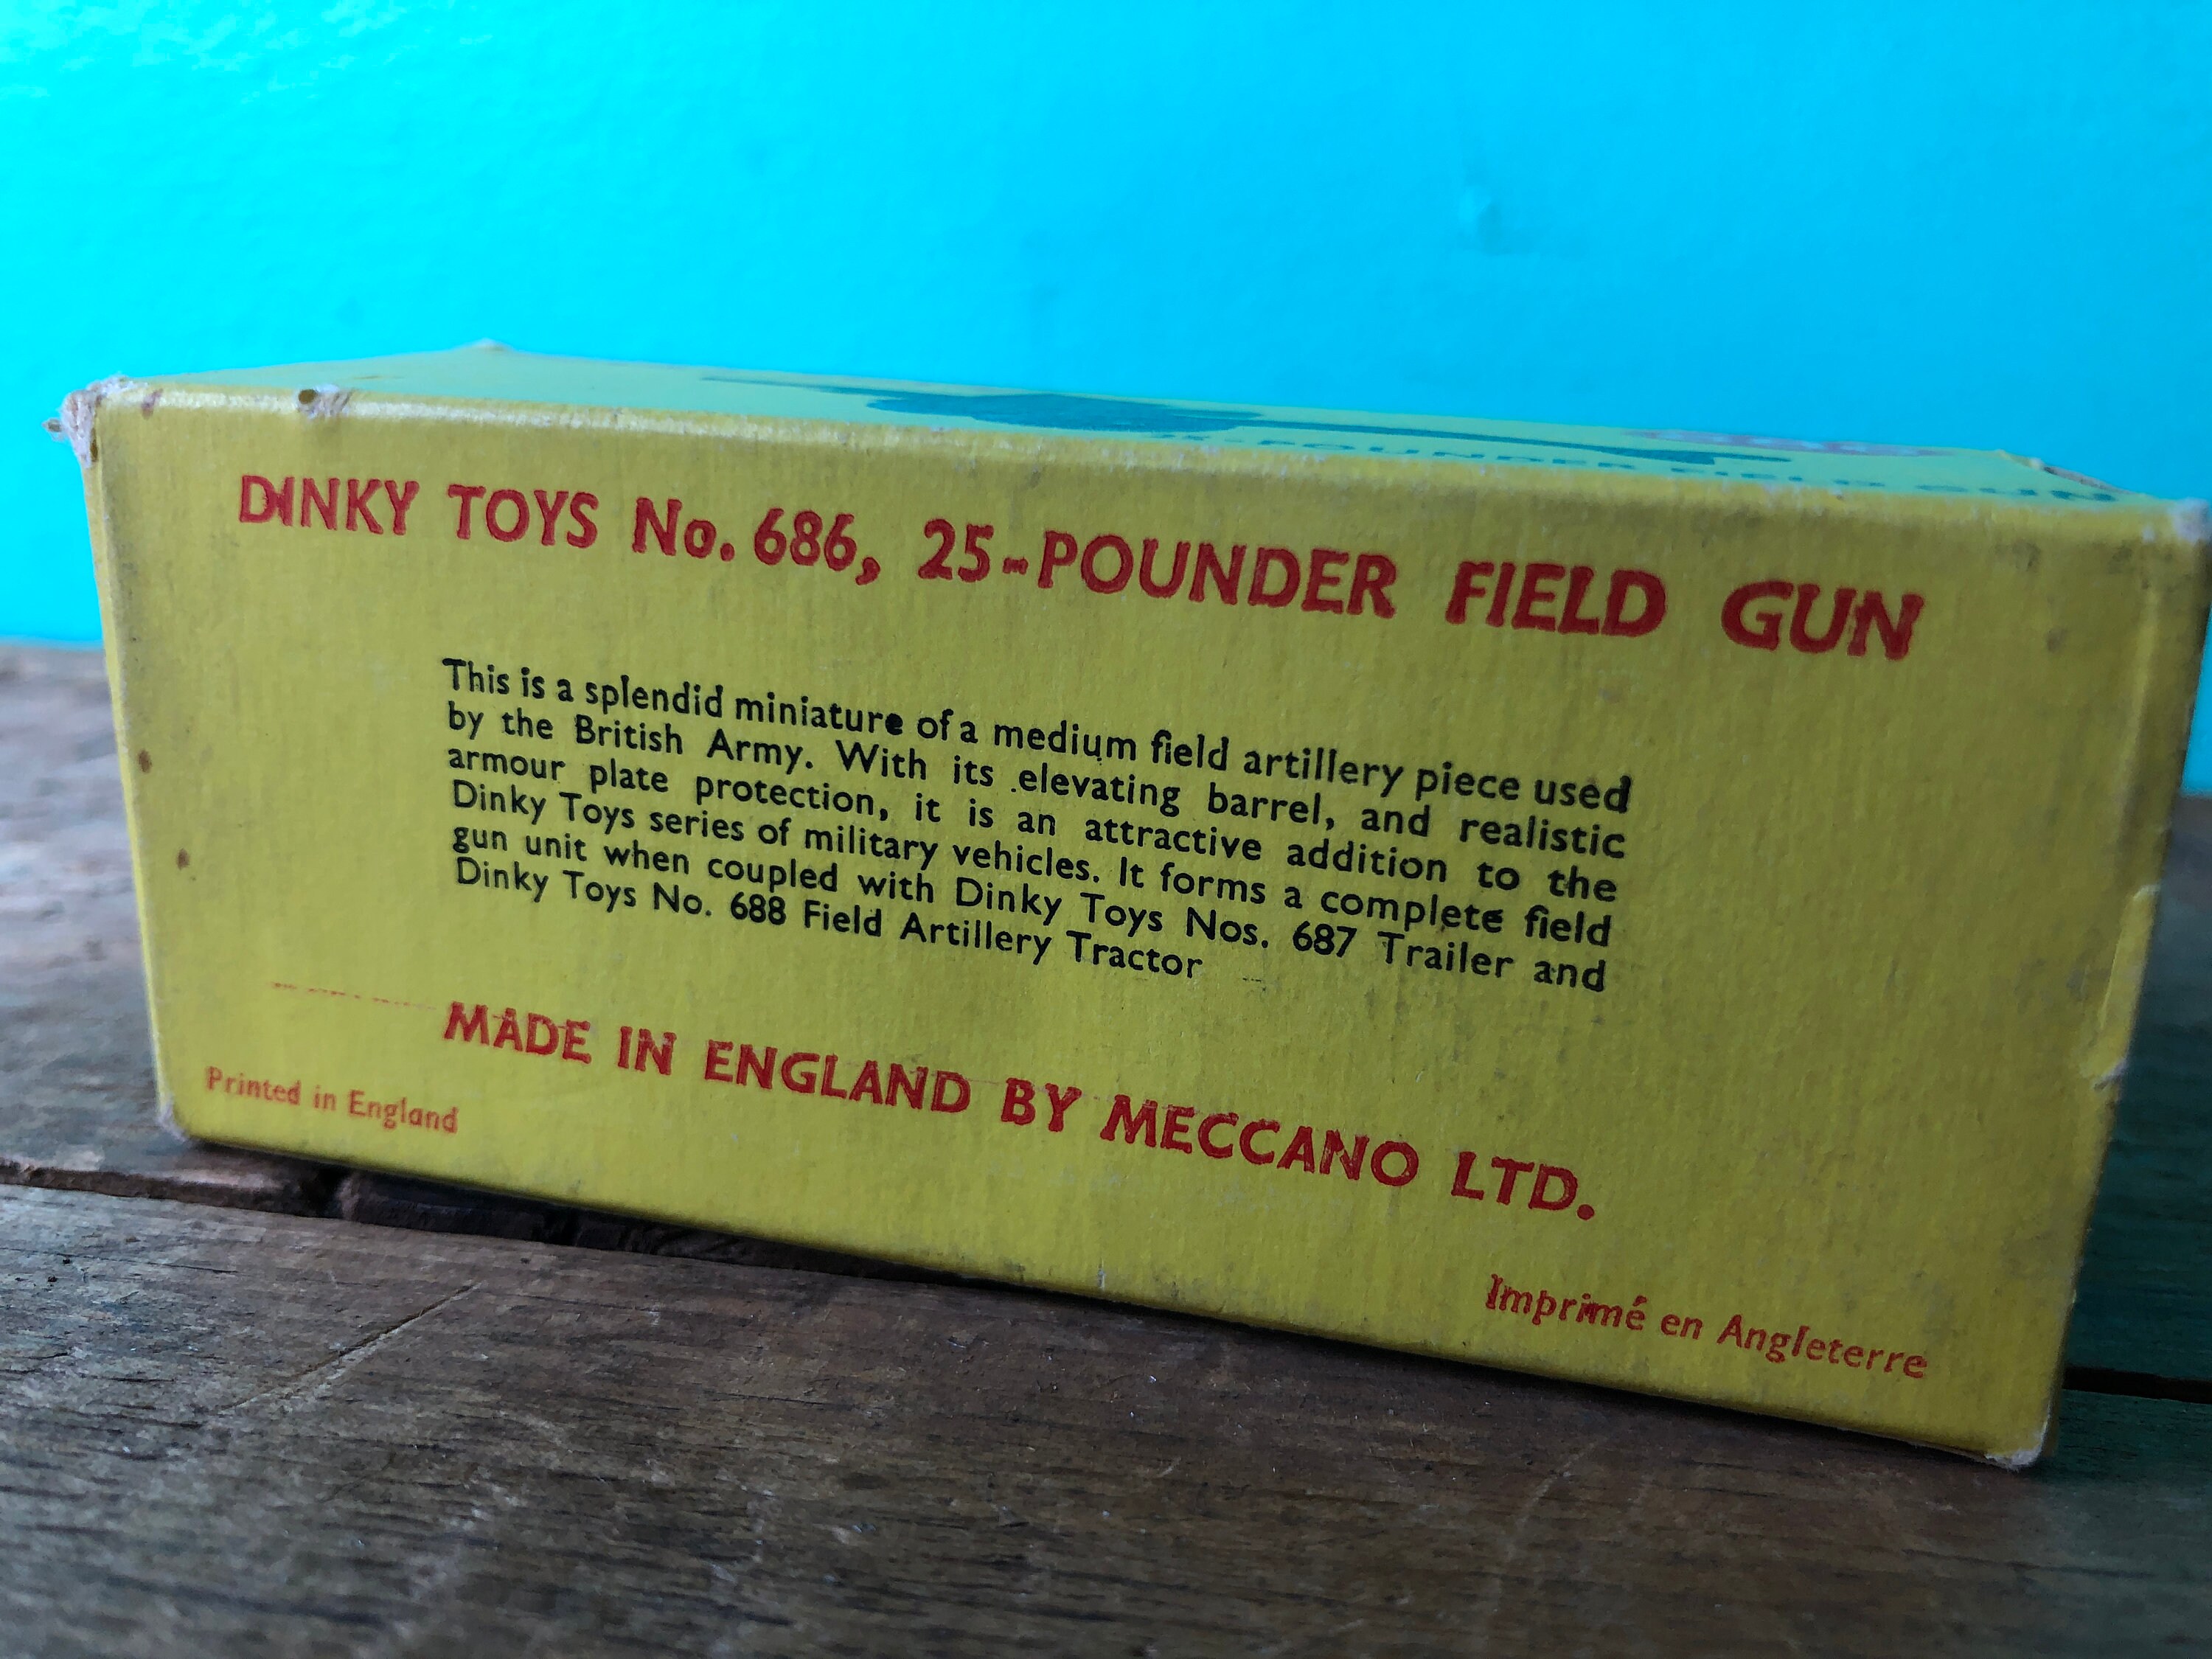 25-POUNDER FIELD GUN
DINKY TOYS No. 686, 25-POUNDER FIELD GUN
This is a splendid miniature of a medium field artillery piece used
by the British Army. With its elevating barrel, and realistic
armour plate protection, it is an attractive addition to the
Dinky Toys series of military vehicles. It forms a complete field
gun unit when coupled with Dinky Toys Nos. 687 Trailer and
Dinky Toys No. 688 Field Artillery Tractor
MADE IN ENGLAND BY MECCANO LTD.
Printed in England
Imprimé en Angleterre